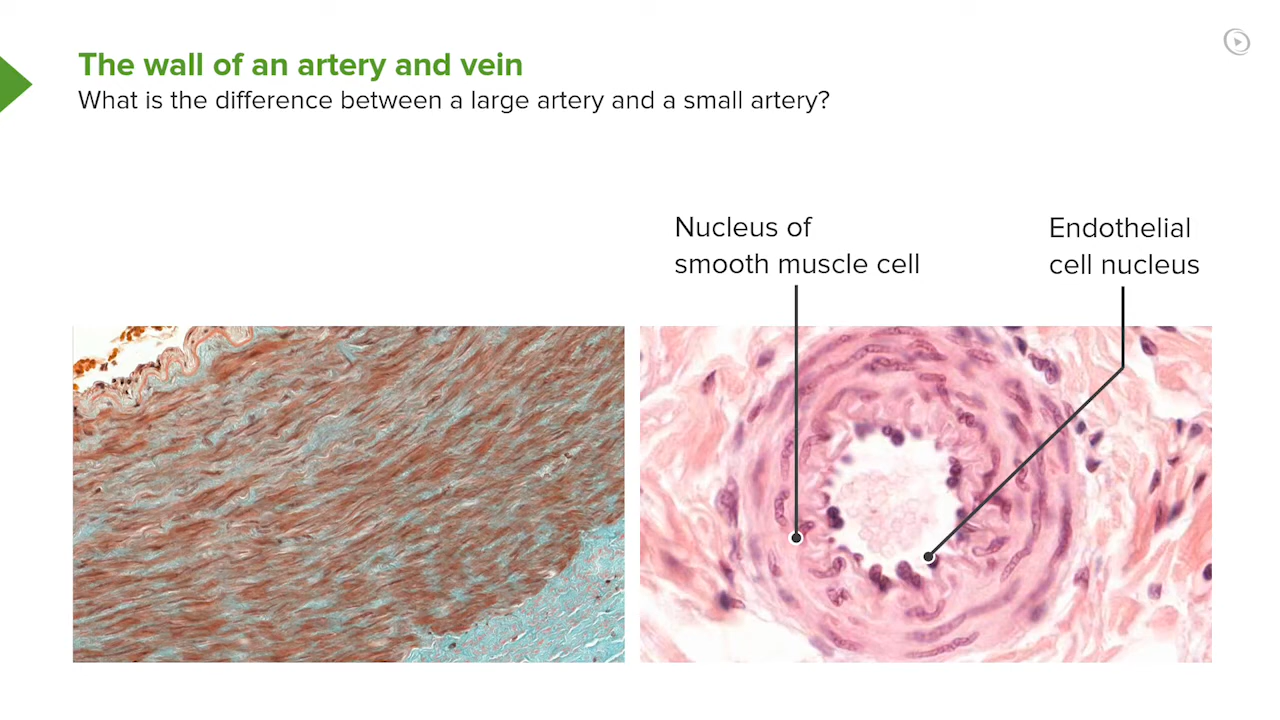 The wall of an artery and vein
What is the difference between a large artery and a small artery?
Nucleus of
smooth muscle cell
Endothelial
cell nucleus